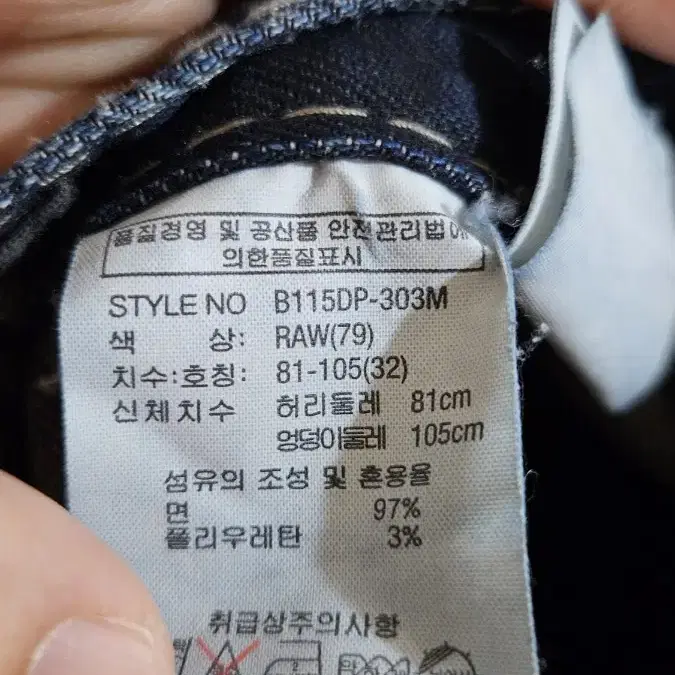 품질경영 및 공산품 안전관리법에
의한품질표시
STYLE NO B115DP-303M
색 상: RAW(79)
치수:호칭: 81-105(32)
신체치수 허리둘레 81cm
엉덩이둘레 105cm
섬유의 조성 및 혼용율
면 97%
폴리우레탄 3%
취급상주의사항